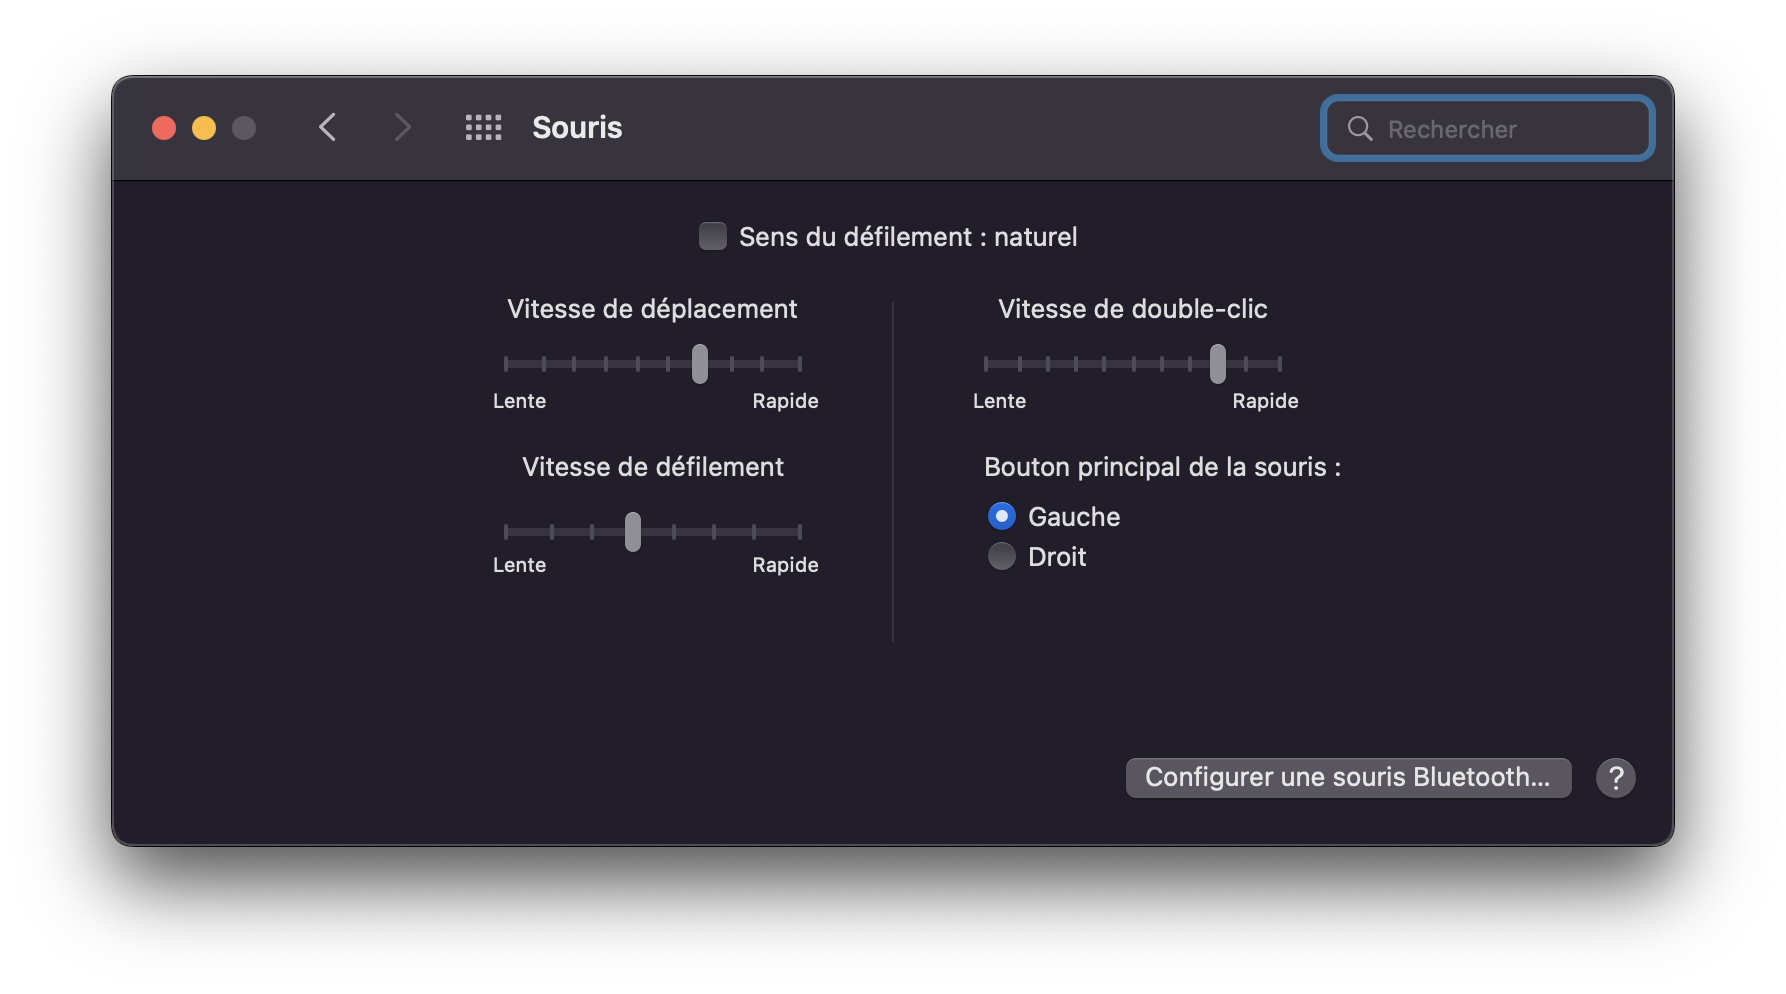 Souris
Rechercher
Sens du défilement : naturel
Vitesse de déplacement
Lente
Rapide
Vitesse de défilement
Lente
Rapide
Vitesse de double-clic
Lente
Rapide
Bouton principal de la souris :
Gauche
Droit
Configurer une souris Bluetooth...
?